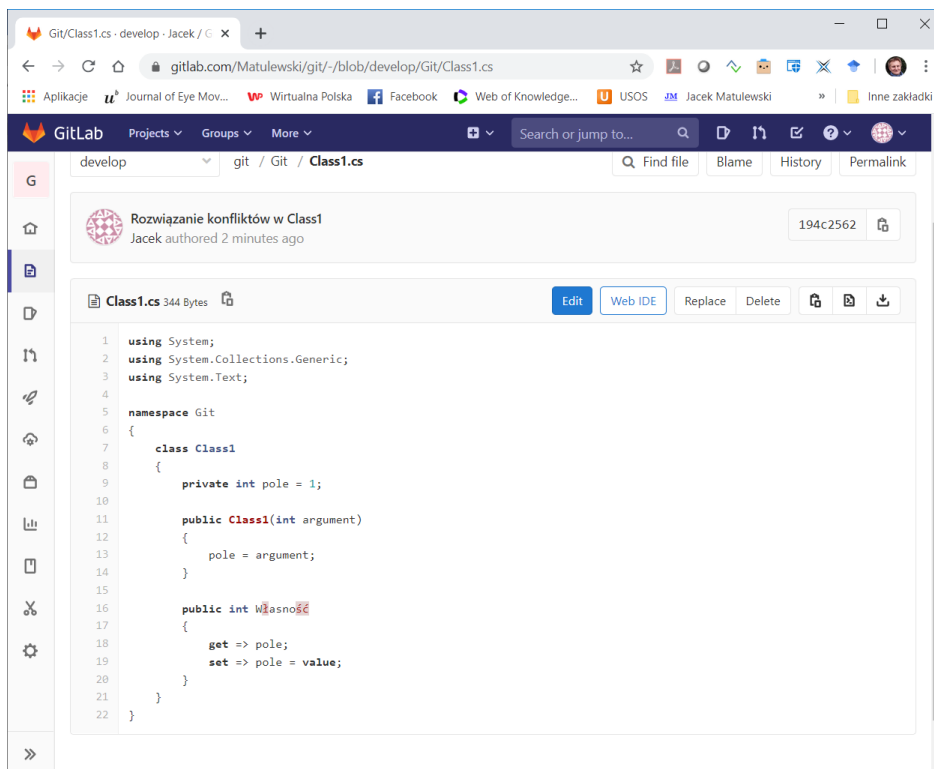 Git/Class1.cs · develop · Jacek / G
gitlab.com/Matulewski/git/-/blob/develop/Git/Class1.cs
Aplikacje Journal of Eye Mov... Wirtualna Polska Facebook Web of Knowledge... USOS JM Jacek Matulewski » Inne zakładki
GitLab Projects Groups More Search or jump to...
G
develop git / Git / Class1.cs Find file Blame History Permalink
Rozwiązanie konfliktów w Class1
Jacek authored 2 minutes ago
194c2562
Class1.cs 344 Bytes Edit Web IDE Replace Delete
1 using System;
2 using System.Collections.Generic;
3 using System.Text;
4
5 namespace Git
6 {
7     class Class1
8     {
9         private int pole = 1;
10
11         public Class1(int argument)
12         {
13             pole = argument;
14         }
15
16         public int Własność
17         {
18             get => pole;
19             set => pole = value;
20         }
21     }
22 }